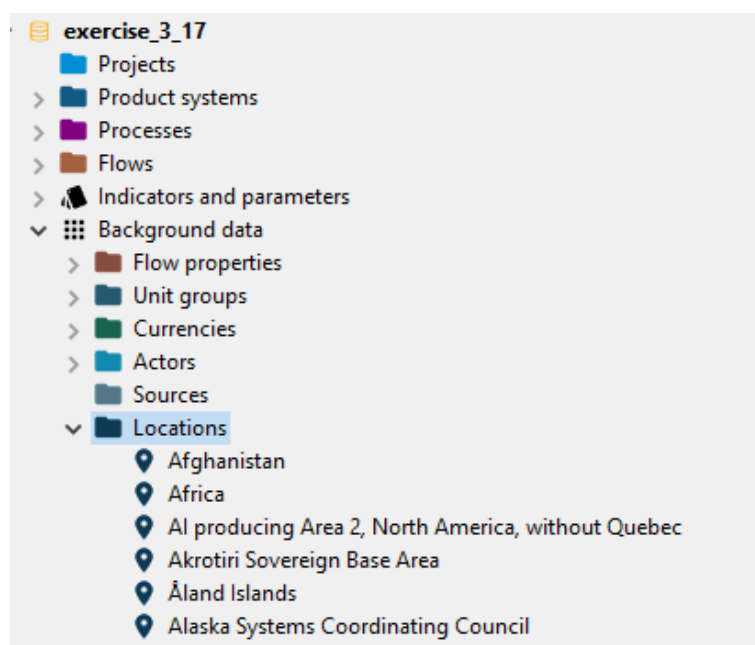 exercise_3_17
Projects
Product systems
Processes
Flows
Indicators and parameters
Background data
Flow properties
Unit groups
Currencies
Actors
Sources
Locations
Afghanistan
Africa
Al producing Area 2, North America, without Quebec
Akrotiri Sovereign Base Area
Åland Islands
Alaska Systems Coordinating Council